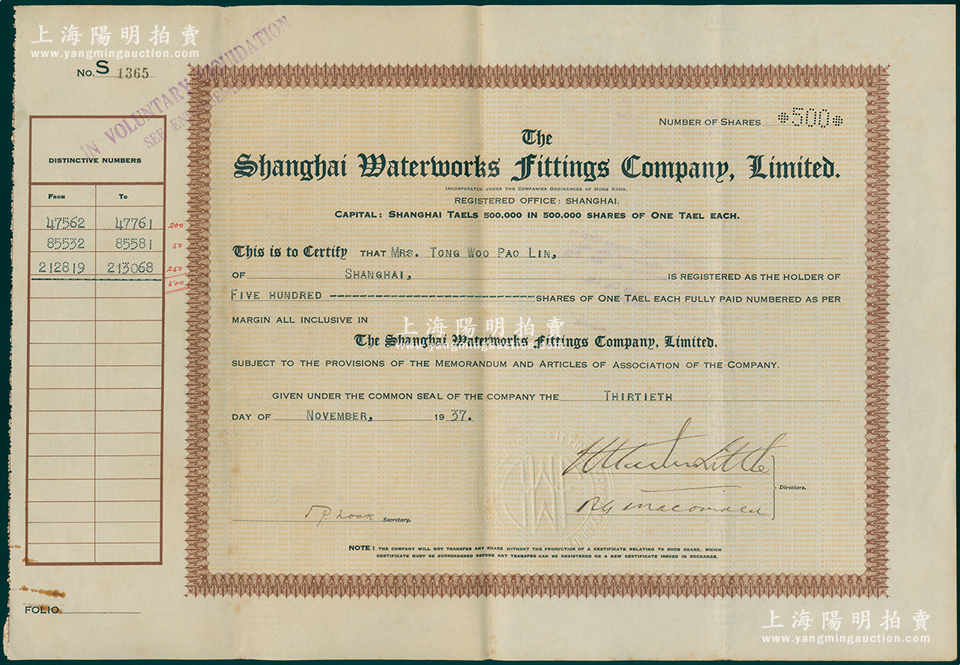 上海陽明拍賣
www.yangmingauction.com
No. S 1365
IN VOLUNTARY LIQUIDATION
SEE
DISTINCTIVE NUMBERS
From To
47562 47761 200
85532 85581 50
212819 213068 250
500
FOLIO
Number of Shares *500*
The
Shanghai Waterworks Fittings Company, Limited.
INCORPORATED UNDER THE COMPANIES ORDINANCES OF HONG KONG.
REGISTERED OFFICE: SHANGHAI.
Capital: Shanghai Taels 500,000 in 500,000 shares of One Tael each.
This is to Certify that Mrs. Tong Woo Pao Lin,
of Shanghai, is registered as the holder of
Five Hundred ---------------------------- shares of One Tael each fully paid numbered as per
margin all inclusive in
上海陽明拍賣
www.yangmingauction.com
The Shanghai Waterworks Fittings Company, Limited.
subject to the provisions of the Memorandum and Articles of Association of the Company.
given under the common seal of the company the Thirtieth
day of November, 1937.
Directors.
Secretary.
NOTE: THE COMPANY WILL NOT TRANSFER ANY SHARE WITHOUT THE PRODUCTION OF A CERTIFICATE RELATING TO SUCH SHARE, WHICH
CERTIFICATE MUST BE SURRENDERED BEFORE ANY TRANSFER CAN BE REGISTERED OR A NEW CERTIFICATE ISSUED IN EXCHANGE.
上海陽明拍賣
www.yangmingauction.com